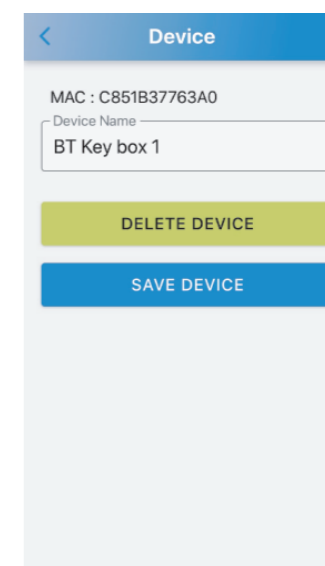 Device
MAC : C851B37763A0
Device Name
BT Key box 1
DELETE DEVICE
SAVE DEVICE